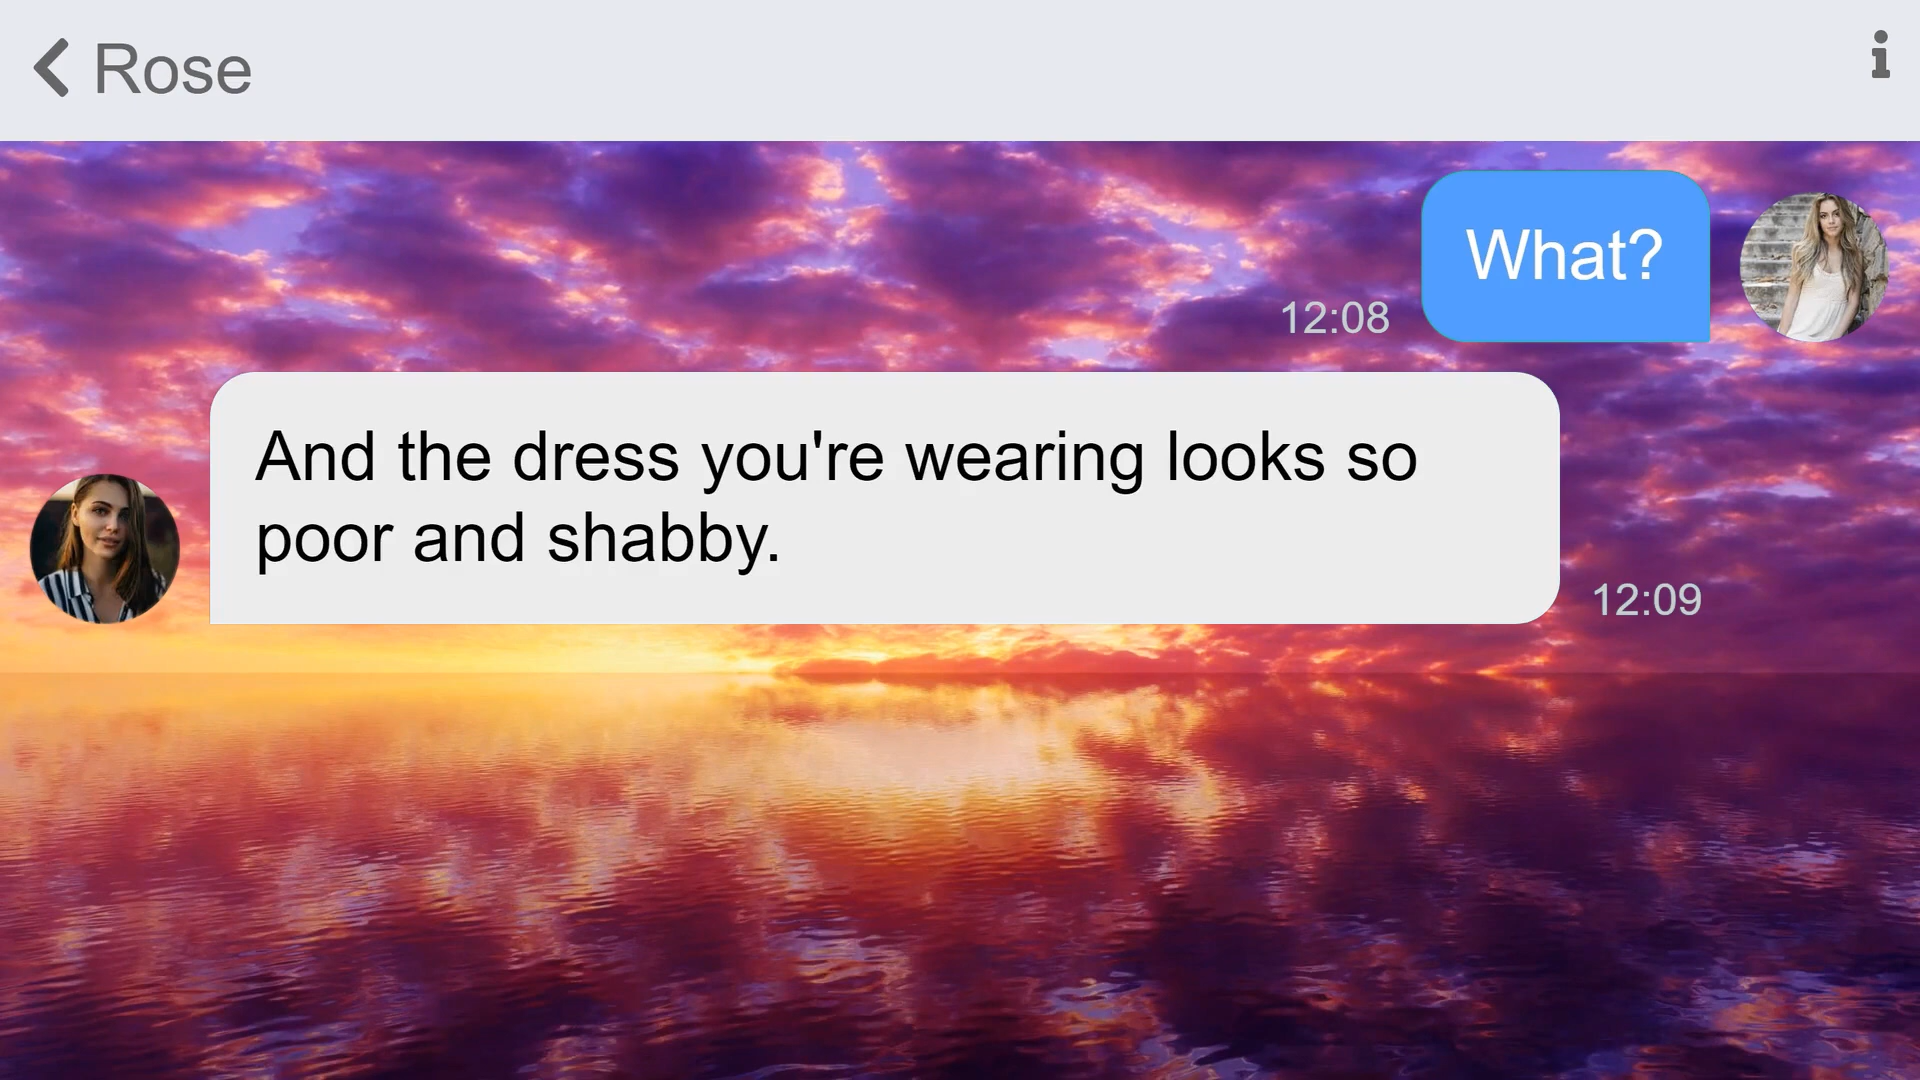 Rose
What?
12:08
And the dress you're wearing looks so
poor and shabby.
12:09